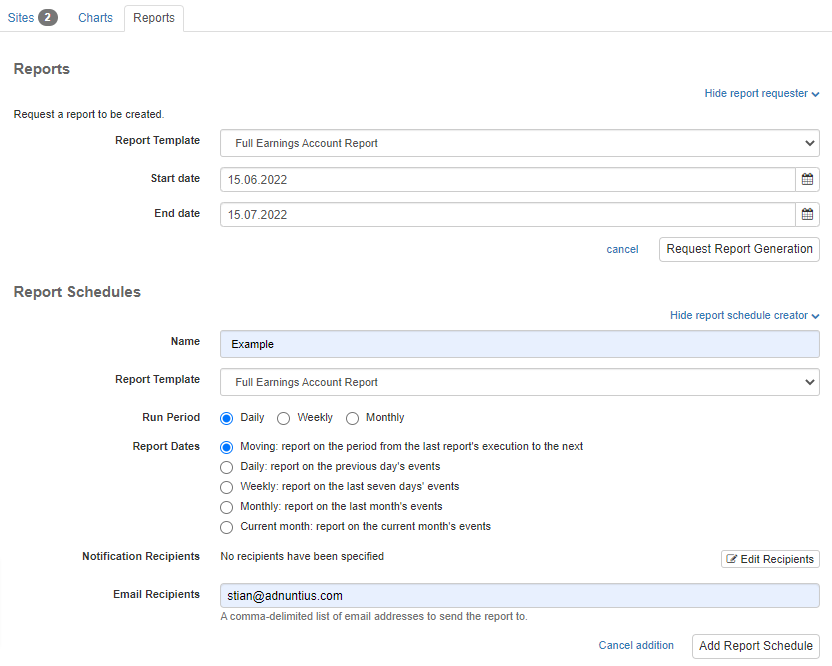 Sites 2 Charts Reports
Reports
Hide report requester
Request a report to be created.
Report Template Full Earnings Account Report
Start date 15.06.2022
End date 15.07.2022
cancel Request Report Generation
Report Schedules
Hide report schedule creator
Name Example
Report Template Full Earnings Account Report
Run Period Daily Weekly Monthly
Report Dates Moving: report on the period from the last report's execution to the next
Daily: report on the previous day's events
Weekly: report on the last seven days' events
Monthly: report on the last month's events
Current month: report on the current month's events
Notification Recipients No recipients have been specified Edit Recipients
Email Recipients stian@adnuntius.com
A comma-delimited list of email addresses to send the report to.
Cancel addition Add Report Schedule